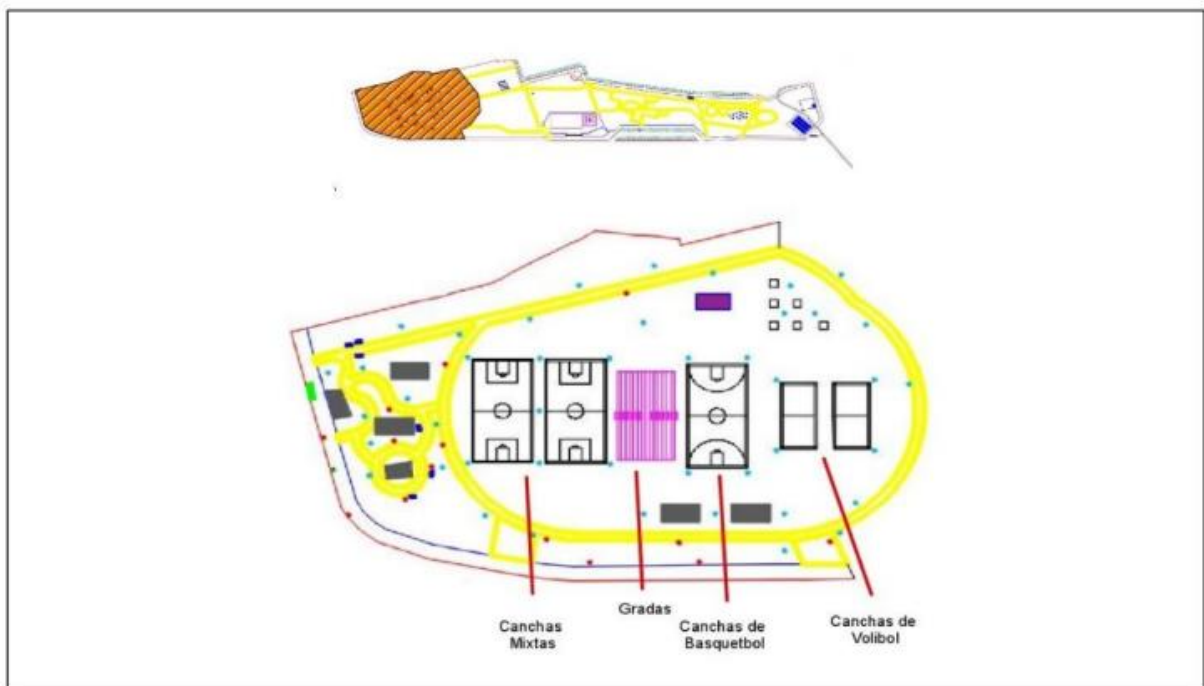 Canchas
Mixtas
Gradas
Canchas de
Basquetbol
Canchas de
Volibol